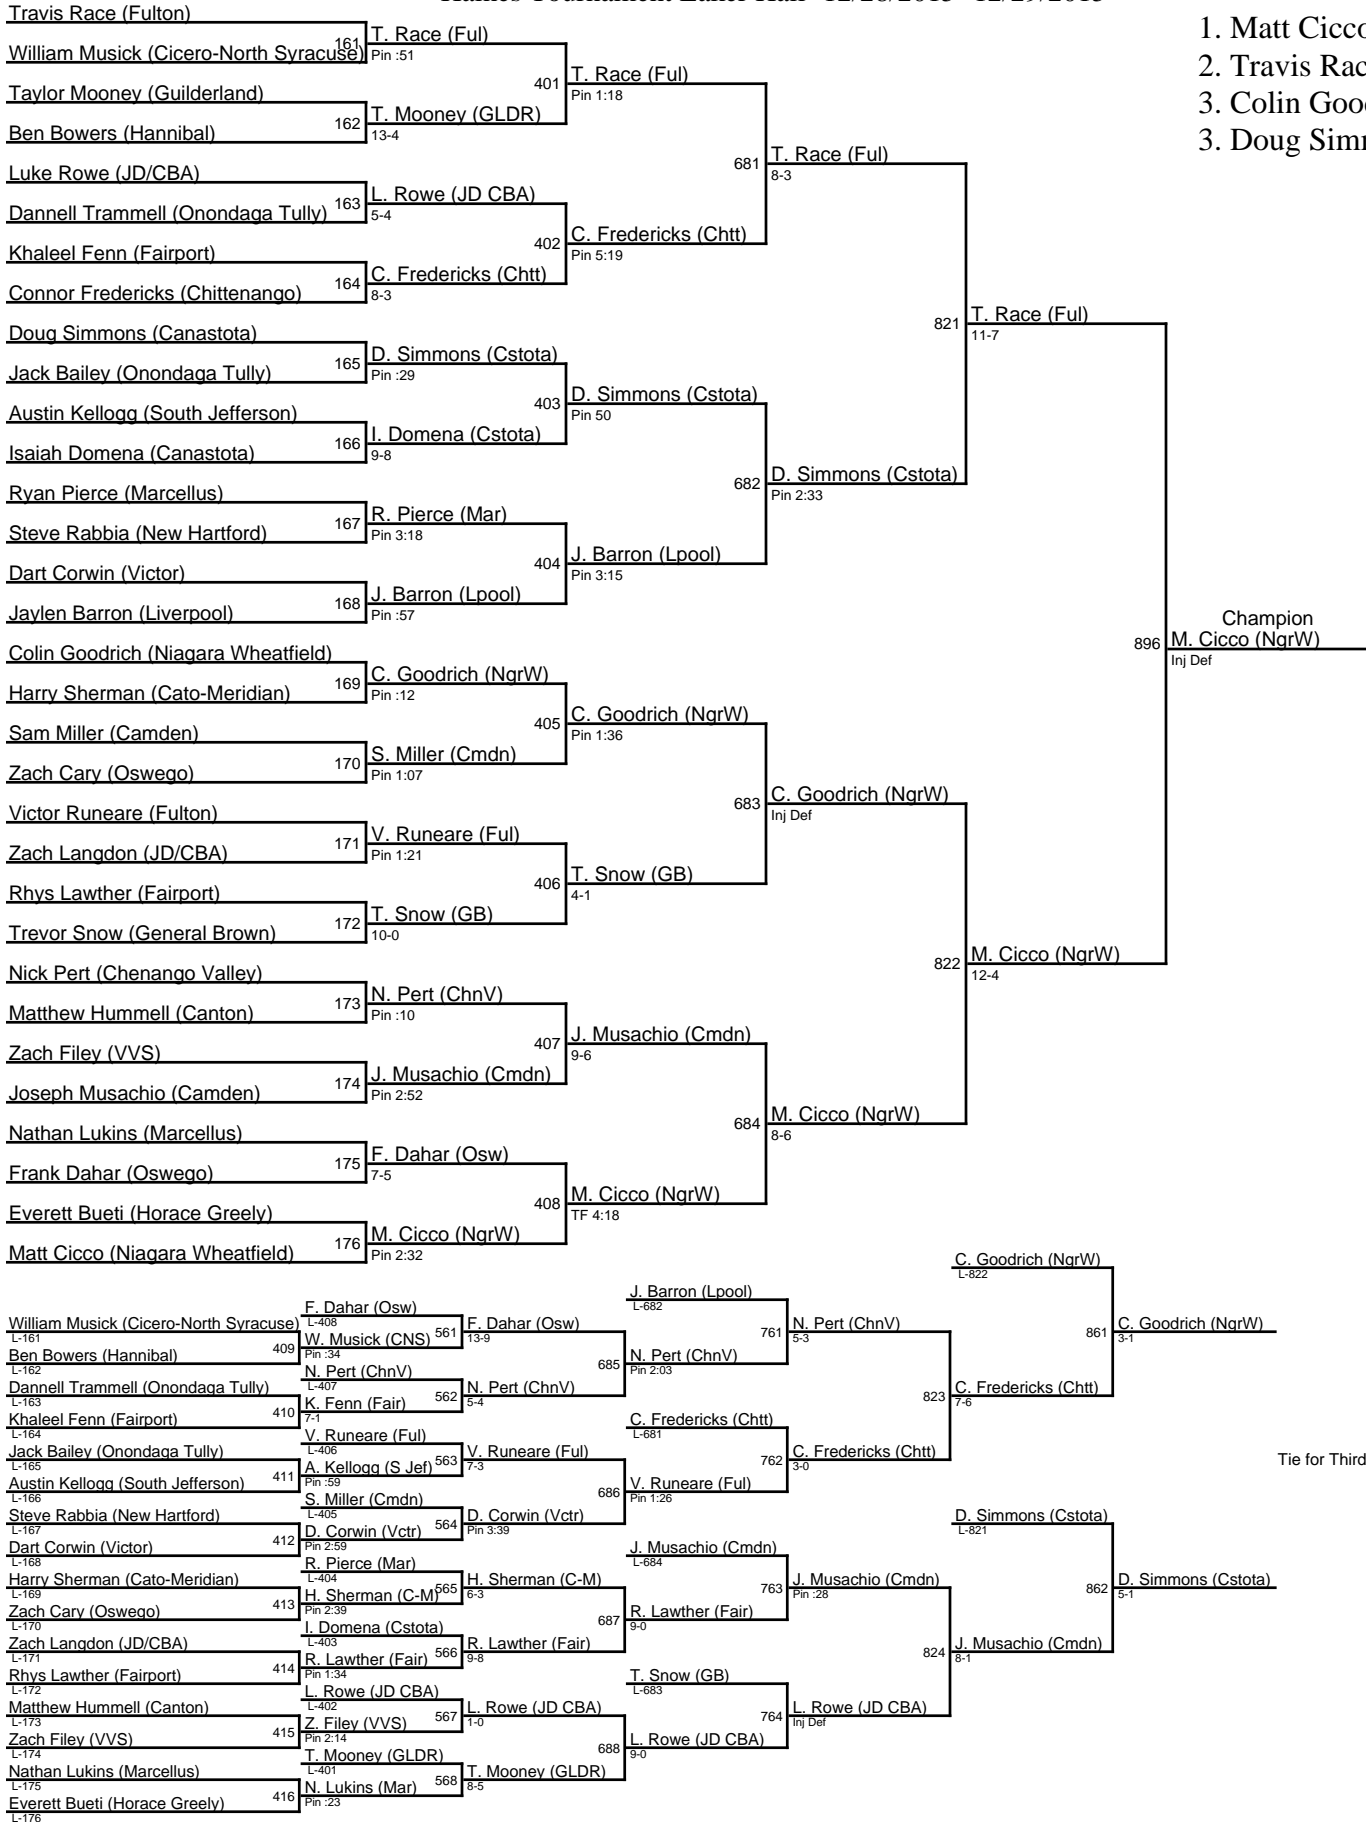 1. Matt Cicco
2. Travis Rac
3. Colin Goo
3. Doug Sim
Travis Race (Fulton)
William Musick (Cicero-North Syracuse)
Taylor Mooney (Guilderland)
Ben Bowers (Hannibal)
Luke Rowe (JD/CBA)
Dannell Trammell (Onondaga Tully)
Khaleel Fenn (Fairport)
Connor Fredericks (Chittenango)
Doug Simmons (Canastota)
Jack Bailey (Onondaga Tully)
Austin Kellogg (South Jefferson)
Isaiah Domena (Canastota)
Ryan Pierce (Marcellus)
Steve Rabbia (New Hartford)
Dart Corwin (Victor)
Jaylen Barron (Liverpool)
Colin Goodrich (Niagara Wheatfield)
Harry Sherman (Cato-Meridian)
Sam Miller (Camden)
Zach Cary (Oswego)
Victor Runeare (Fulton)
Zach Langdon (JD/CBA)
Rhys Lawther (Fairport)
Trevor Snow (General Brown)
Nick Pert (Chenango Valley)
Matthew Hummell (Canton)
Zach Filey (VVS)
Joseph Musachio (Camden)
Nathan Lukins (Marcellus)
Frank Dahar (Oswego)
Everett Bueti (Horace Greely)
Matt Cicco (Niagara Wheatfield)
161 T. Race (Ful)
Pin :51
162 T. Mooney (GLDR)
13-4
163 L. Rowe (JD CBA)
5-4
164 C. Fredericks (Chtt)
8-3
165 D. Simmons (Cstota)
Pin :29
166 I. Domena (Cstota)
9-8
167 R. Pierce (Mar)
Pin 3:18
168 J. Barron (Lpool)
Pin :57
169 C. Goodrich (NgrW)
Pin :12
170 S. Miller (Cmdn)
Pin 1:07
171 V. Runeare (Ful)
Pin 1:21
172 T. Snow (GB)
10-0
173 N. Pert (ChnV)
Pin :10
174 J. Musachio (Cmdn)
Pin 2:52
175 F. Dahar (Osw)
7-5
176 M. Cicco (NgrW)
Pin 2:32
401 T. Race (Ful)
Pin 1:18
402 C. Fredericks (Chtt)
Pin 5:19
403 D. Simmons (Cstota)
Pin 50
404 J. Barron (Lpool)
Pin 3:15
405 C. Goodrich (NgrW)
Pin 1:36
406 T. Snow (GB)
4-1
407 J. Musachio (Cmdn)
9-6
408 M. Cicco (NgrW)
TF 4:18
681 T. Race (Ful)
8-3
682 D. Simmons (Cstota)
Pin 2:33
683 C. Goodrich (NgrW)
Inj Def
684 M. Cicco (NgrW)
8-6
821 T. Race (Ful)
11-7
822 M. Cicco (NgrW)
12-4
Champion
896 M. Cicco (NgrW)
Inj Def
William Musick (Cicero-North Syracuse)
L-161
Ben Bowers (Hannibal)
L-162
Dannell Trammell (Onondaga Tully)
L-163
Khaleel Fenn (Fairport)
L-164
Jack Bailey (Onondaga Tully)
L-165
Austin Kellogg (South Jefferson)
L-166
Steve Rabbia (New Hartford)
L-167
Dart Corwin (Victor)
L-168
Harry Sherman (Cato-Meridian)
L-169
Zach Cary (Oswego)
L-170
Zach Langdon (JD/CBA)
L-171
Rhys Lawther (Fairport)
L-172
Matthew Hummell (Canton)
L-173
Zach Filey (VVS)
L-174
Nathan Lukins (Marcellus)
L-175
Everett Bueti (Horace Greely)
L-176
F. Dahar (Osw)
L-408
409 W. Musick (CNS)
Pin :34
N. Pert (ChnV)
L-407
410 K. Fenn (Fair)
7-1
V. Runeare (Ful)
L-406
411 A. Kellogg (S Jef)
Pin :59
S. Miller (Cmdn)
L-405
412 D. Corwin (Vctr)
Pin 2:59
R. Pierce (Mar)
L-404
413 H. Sherman (C-M)
Pin 2:39
I. Domena (Cstota)
L-403
414 R. Lawther (Fair)
Pin 1:34
L. Rowe (JD CBA)
L-402
415 Z. Filey (VVS)
Pin 2:14
T. Mooney (GLDR)
L-401
416 N. Lukins (Mar)
Pin :23
561 F. Dahar (Osw)
13-9
562 N. Pert (ChnV)
5-4
563 V. Runeare (Ful)
7-3
564 D. Corwin (Vctr)
Pin 3:39
565 H. Sherman (C-M)
6-3
566 R. Lawther (Fair)
9-8
567 L. Rowe (JD CBA)
1-0
568 T. Mooney (GLDR)
8-5
J. Barron (Lpool)
L-682
685 N. Pert (ChnV)
Pin 2:03
C. Fredericks (Chtt)
L-681
686 V. Runeare (Ful)
Pin 1:26
J. Musachio (Cmdn)
L-684
687 R. Lawther (Fair)
9-0
T. Snow (GB)
L-683
688 L. Rowe (JD CBA)
9-0
761 N. Pert (ChnV)
5-3
762 C. Fredericks (Chtt)
3-0
763 J. Musachio (Cmdn)
Pin :28
764 L. Rowe (JD CBA)
Inj Def
C. Goodrich (NgrW)
L-822
823 C. Fredericks (Chtt)
7-6
D. Simmons (Cstota)
L-821
824 J. Musachio (Cmdn)
8-1
861 C. Goodrich (NgrW)
3-1
862 D. Simmons (Cstota)
5-1
Tie for Third